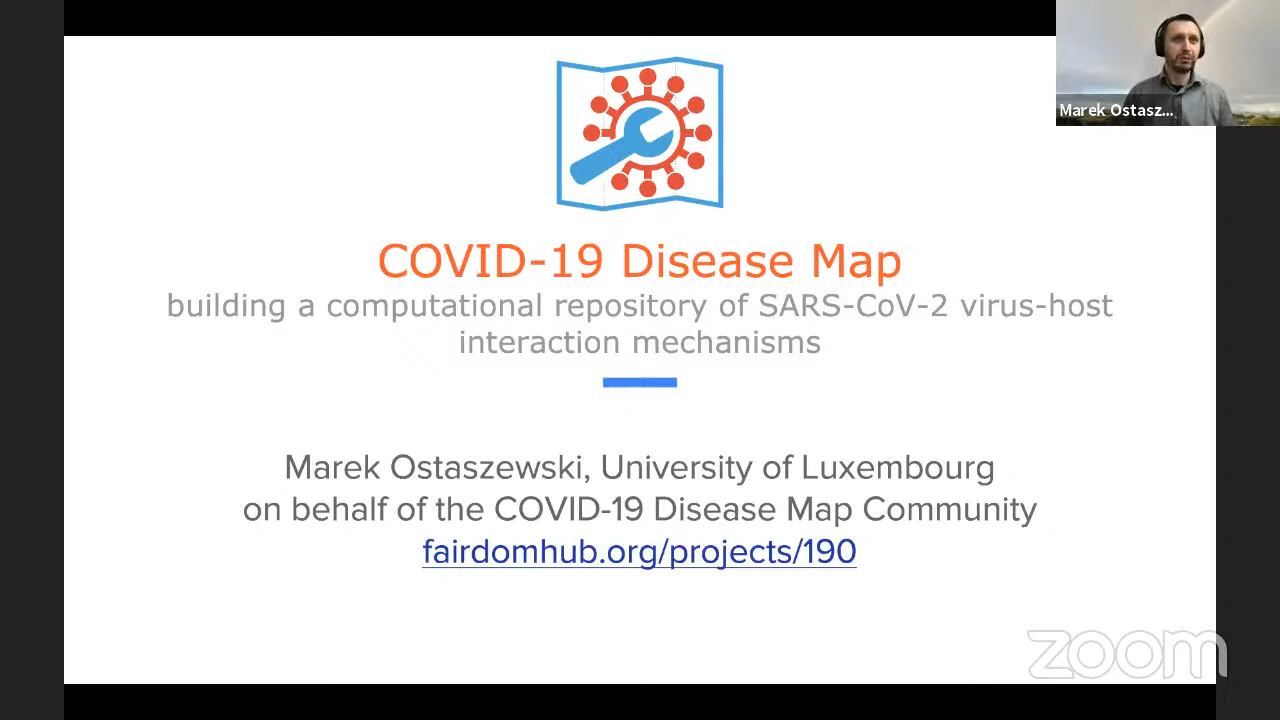 Marek Ostasz...
COVID-19 Disease Map
building a computational repository of SARS-CoV-2 virus-host
interaction mechanisms
Marek Ostaszewski, University of Luxembourg
on behalf of the COVID-19 Disease Map Community
fairdomhub.org/projects/190
zoom